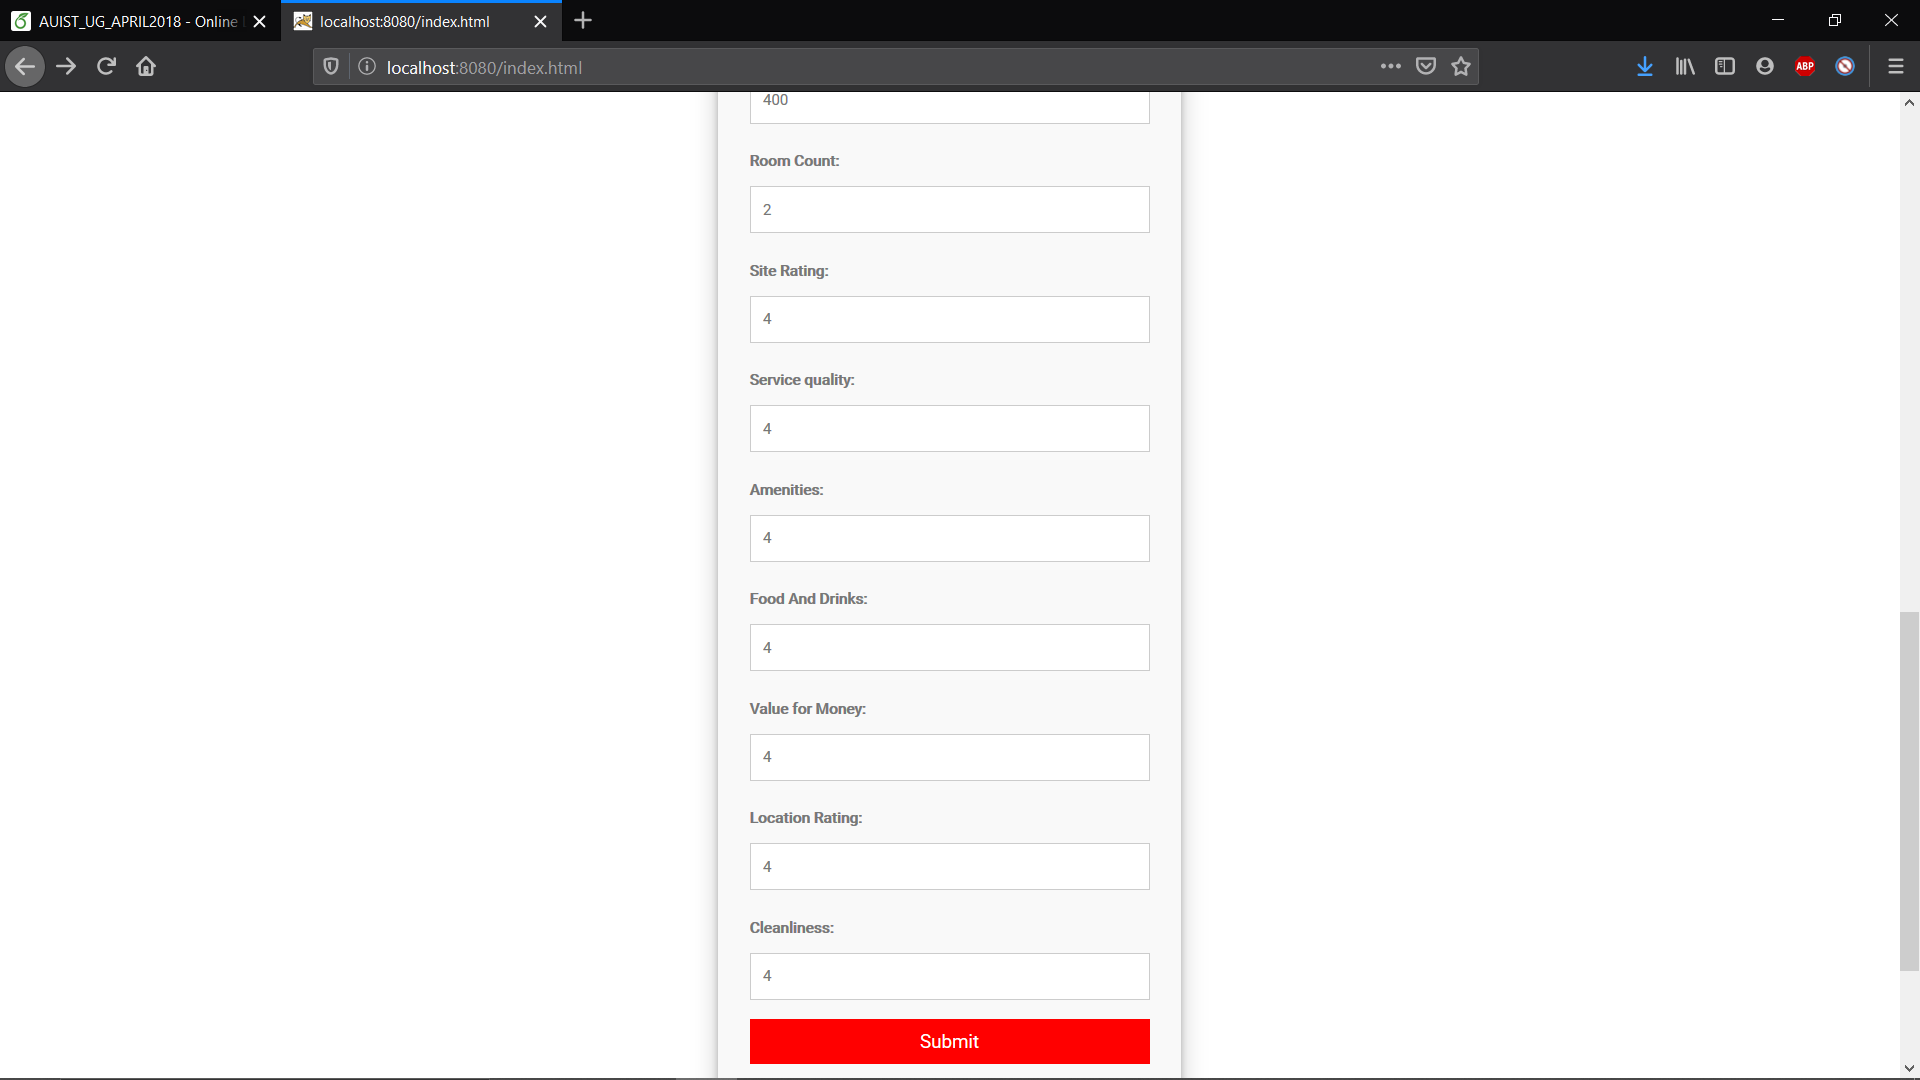 AUIST_UG_APRIL2018 - Online
localhost:8080/index.html
localhost:8080/index.html
ABP
400
Room Count:
2
Site Rating:
4
Service quality:
4
Amenities:
4
Food And Drinks:
4
Value for Money:
4
Location Rating:
4
Cleanliness:
4
Submit